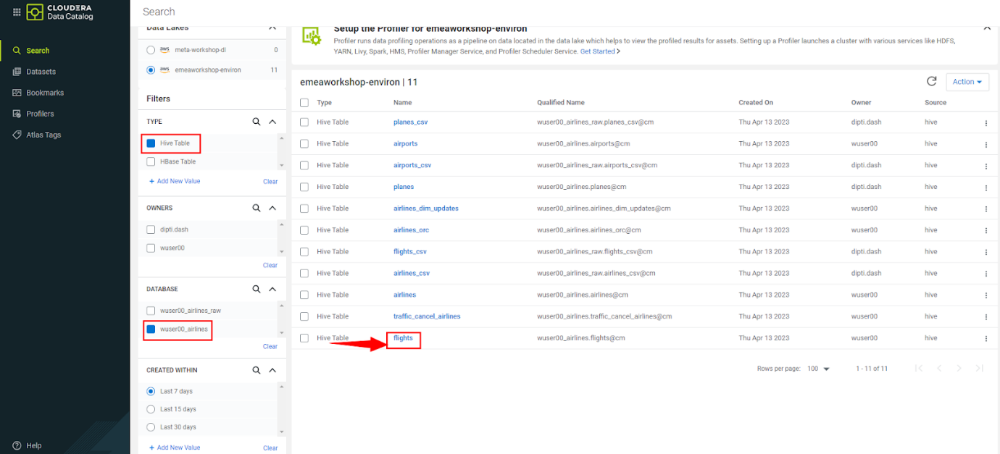 CLOUDERA
Data Catalog
Search
Datasets
Bookmarks
Profilers
Atlas Tags
Help
Search
Data Lakes
aws meta-workshop-dl 0
aws emeaworkshop-environ 11
Filters
TYPE
Hive Table
HBase Table
+ Add New Value Clear
OWNERS
dipti.dash
wuser00
Clear
DATABASE
wuser00_airlines_raw
wuser00_airlines
Clear
CREATED WITHIN
Last 7 days
Last 15 days
Last 30 days
+ Add New Value Clear
Setup the Profiler for emeaworkshop-environ
Profiler runs data profiling operations as a pipeline on data located in the data lake which helps to view the profiled results for assets. Setting up a Profiler launches a cluster with various services like HDFS,
YARN, Livy, Spark, HMS, Profiler Manager Service, and Profiler Scheduler Service. Get Started >
emeaworkshop-environ | 11
Action
Type Name Qualified Name Created On Owner Source
Hive Table planes_csv wuser00_airlines_raw.planes_csv@cm Thu Apr 13 2023 dipti.dash hive
Hive Table airports wuser00_airlines.airports@cm Thu Apr 13 2023 wuser00 hive
Hive Table airports_csv wuser00_airlines_raw.airports_csv@cm Thu Apr 13 2023 dipti.dash hive
Hive Table planes wuser00_airlines.planes@cm Thu Apr 13 2023 dipti.dash hive
Hive Table airlines_dim_updates wuser00_airlines.airlines_dim_updates@cm Thu Apr 13 2023 wuser00 hive
Hive Table airlines_orc wuser00_airlines.airlines_orc@cm Thu Apr 13 2023 wuser00 hive
Hive Table flights_csv wuser00_airlines_raw.flights_csv@cm Thu Apr 13 2023 dipti.dash hive
Hive Table airlines_csv wuser00_airlines_raw.airlines_csv@cm Thu Apr 13 2023 dipti.dash hive
Hive Table airlines wuser00_airlines.airlines@cm Thu Apr 13 2023 wuser00 hive
Hive Table traffic_cancel_airlines wuser00_airlines.traffic_cancel_airlines@cm Thu Apr 13 2023 wuser00 hive
Hive Table flights wuser00_airlines.flights@cm Thu Apr 13 2023 wuser00 hive
Rows per page: 100 1 - 11 of 11